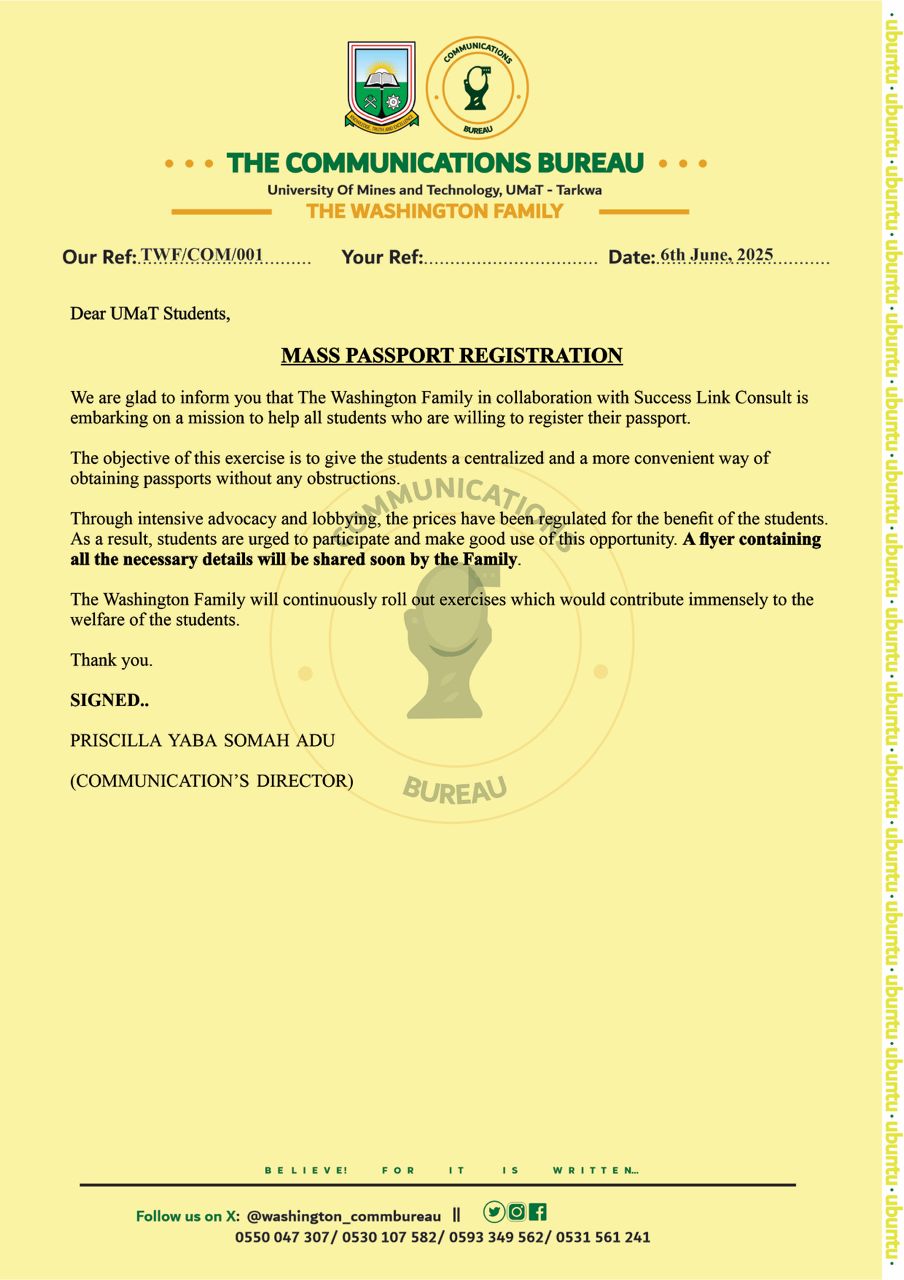 COMMUNICATIONS
BUREAU
KNOWLEDGE, TRUTH AND EXCELLENCE
• • • THE COMMUNICATIONS BUREAU • • •
University Of Mines and Technology, UMaT - Tarkwa
THE WASHINGTON FAMILY
Our Ref: TWF/COM/001 Your Ref: Date: 6th June, 2025
Dear UMaT Students,
MASS PASSPORT REGISTRATION
We are glad to inform you that The Washington Family in collaboration with Success Link Consult is
embarking on a mission to help all students who are willing to register their passport.
The objective of this exercise is to give the students a centralized and a more convenient way of
obtaining passports without any obstructions.
Through intensive advocacy and lobbying, the prices have been regulated for the benefit of the students.
As a result, students are urged to participate and make good use of this opportunity. A flyer containing
all the necessary details will be shared soon by the Family.
The Washington Family will continuously roll out exercises which would contribute immensely to the
welfare of the students.
Thank you.
SIGNED..
PRISCILLA YABA SOMAH ADU
(COMMUNICATION'S DIRECTOR)
COMMUNICATIONS
BUREAU
BELIEVE! FOR IT IS WRITTEN...
Follow us on X: @washington_commbureau ||
0550 047 307/ 0530 107 582/ 0593 349 562/ 0531 561 241
•ubuntu•ubuntu•ubuntu•ubuntu•ubuntu•ubuntu•ubuntu•ubuntu•ubuntu•ubuntu•ubuntu•ubuntu•ubuntu•ubuntu•ubuntu•ubuntu•